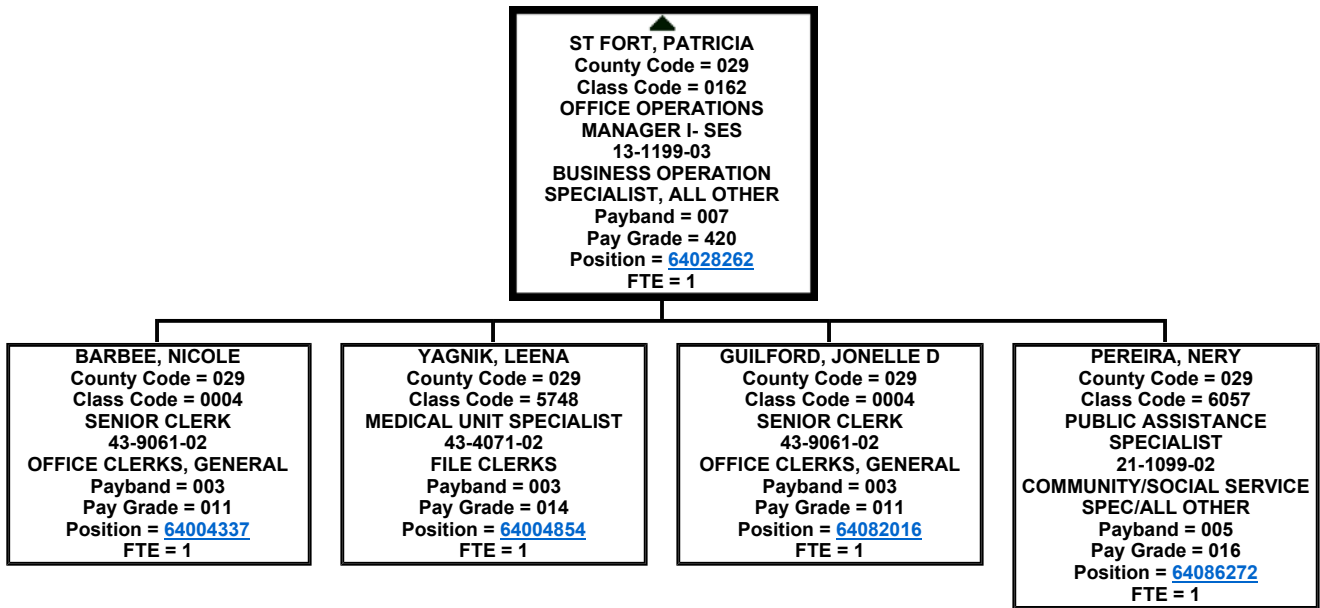 ST FORT, PATRICIA
County Code = 029
Class Code = 0162
OFFICE OPERATIONS
MANAGER I- SES
13-1199-03
BUSINESS OPERATION
SPECIALIST, ALL OTHER
Payband = 007
Pay Grade = 420
Position = 64028262
FTE = 1
BARBEE, NICOLE
County Code = 029
Class Code = 0004
SENIOR CLERK
43-9061-02
OFFICE CLERKS, GENERAL
Payband = 003
Pay Grade = 011
Position = 64004337
FTE = 1
YAGNIK, LEENA
County Code = 029
Class Code = 5748
MEDICAL UNIT SPECIALIST
43-4071-02
FILE CLERKS
Payband = 003
Pay Grade = 014
Position = 64004854
FTE = 1
GUILFORD, JONELLE D
County Code = 029
Class Code = 0004
SENIOR CLERK
43-9061-02
OFFICE CLERKS, GENERAL
Payband = 003
Pay Grade = 011
Position = 64082016
FTE = 1
PEREIRA, NERY
County Code = 029
Class Code = 6057
PUBLIC ASSISTANCE
SPECIALIST
21-1099-02
COMMUNITY/SOCIAL SERVICE
SPEC/ALL OTHER
Payband = 005
Pay Grade = 016
Position = 64086272
FTE = 1